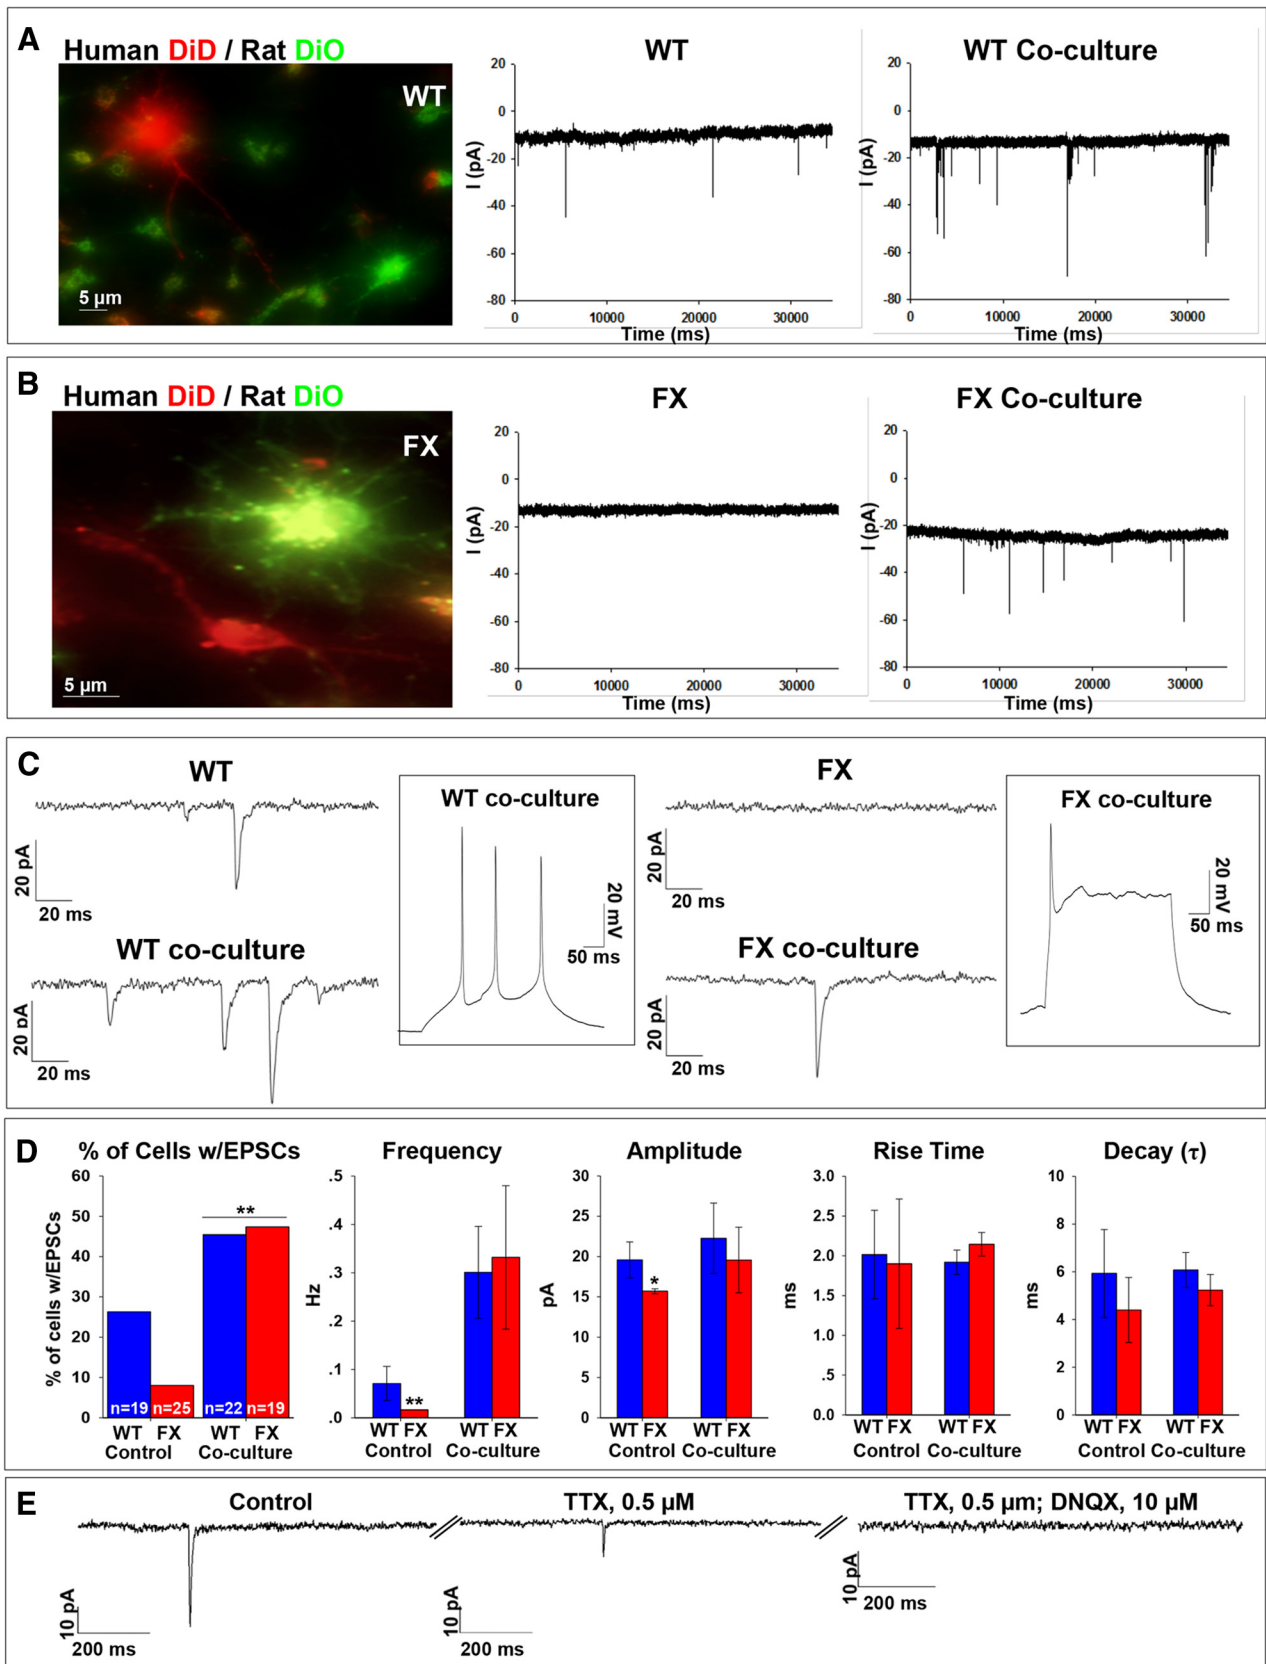 A
Human DiD / Rat DiO
WT
5 µm
WT
20
0
-20
-40
-60
-80
I (pA)
0 10000 20000 30000
Time (ms)
WT Co-culture
20
0
-20
-40
-60
-80
I (pA)
0 10000 20000 30000
Time (ms)
B
Human DiD / Rat DiO
FX
5 µm
FX
20
0
-20
-40
-60
-80
I (pA)
0 10000 20000 30000
Time (ms)
FX Co-culture
20
0
-20
-40
-60
-80
I (pA)
0 10000 20000 30000
Time (ms)
C
WT
20 pA
20 ms
WT co-culture
20 pA
20 ms
WT co-culture
20 mV
50 ms
FX
20 pA
20 ms
FX co-culture
20 pA
20 ms
FX co-culture
20 mV
50 ms
D
% of Cells w/EPSCs
% of cells w/EPSCs
60
50
40
30
20
10
0
**
n=19 n=25 n=22 n=19
WT FX WT FX
Control Co-culture
Frequency
Hz
.5
.4
.3
.2
.1
.0
**
WT FX WT FX
Control Co-culture
Amplitude
pA
30
25
20
15
10
5
0
*
WT FX WT FX
Control Co-culture
Rise Time
ms
3.0
2.5
2.0
1.5
1.0
0.5
0.0
WT FX WT FX
Control Co-culture
Decay (τ)
ms
10
8
6
4
2
0
WT FX WT FX
Control Co-culture
E
Control
10 pA
200 ms
TTX, 0.5 µM
10 pA
200 ms
TTX, 0.5 µm; DNQX, 10 µM
10 pA
200 ms